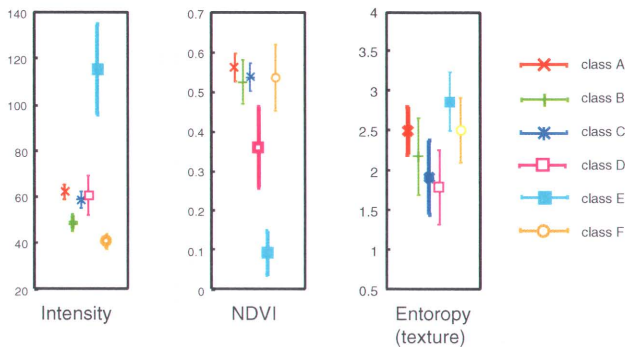 140
120
100
80
60
40
20
Intensity
0.7
0.6
0.5
0.4
0.3
0.2
0.1
0
NDVI
4
3.5
3
2.5
2
1.5
1
0.5
Entoropy
(texture)
class A
class B
class C
class D
class E
class F